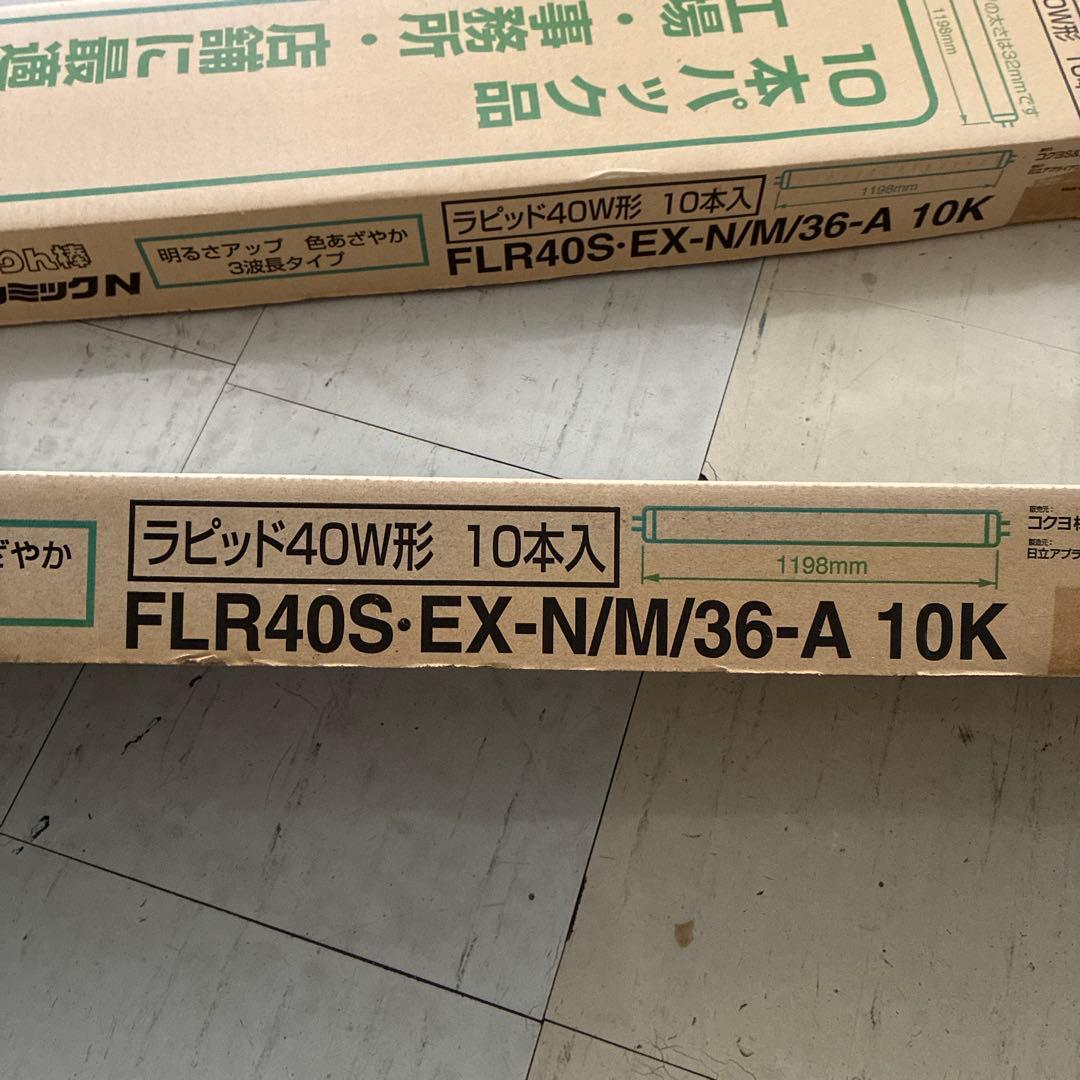 工場・事務所・店舗に最適
10本パック品
の太さは32mmです
1198mm
ラピッド40W形 10本入
FLR40S・EX-N/M/36-A 10K
1198mm
明るさアップ 色あざやか
3波長タイプ
ミックN
コクヨS&
ざやか
ラピッド40W形 10本入
FLR40S・EX-N/M/36-A 10K
1198mm
販売元：
コクヨ
製造元：
日立アプラ